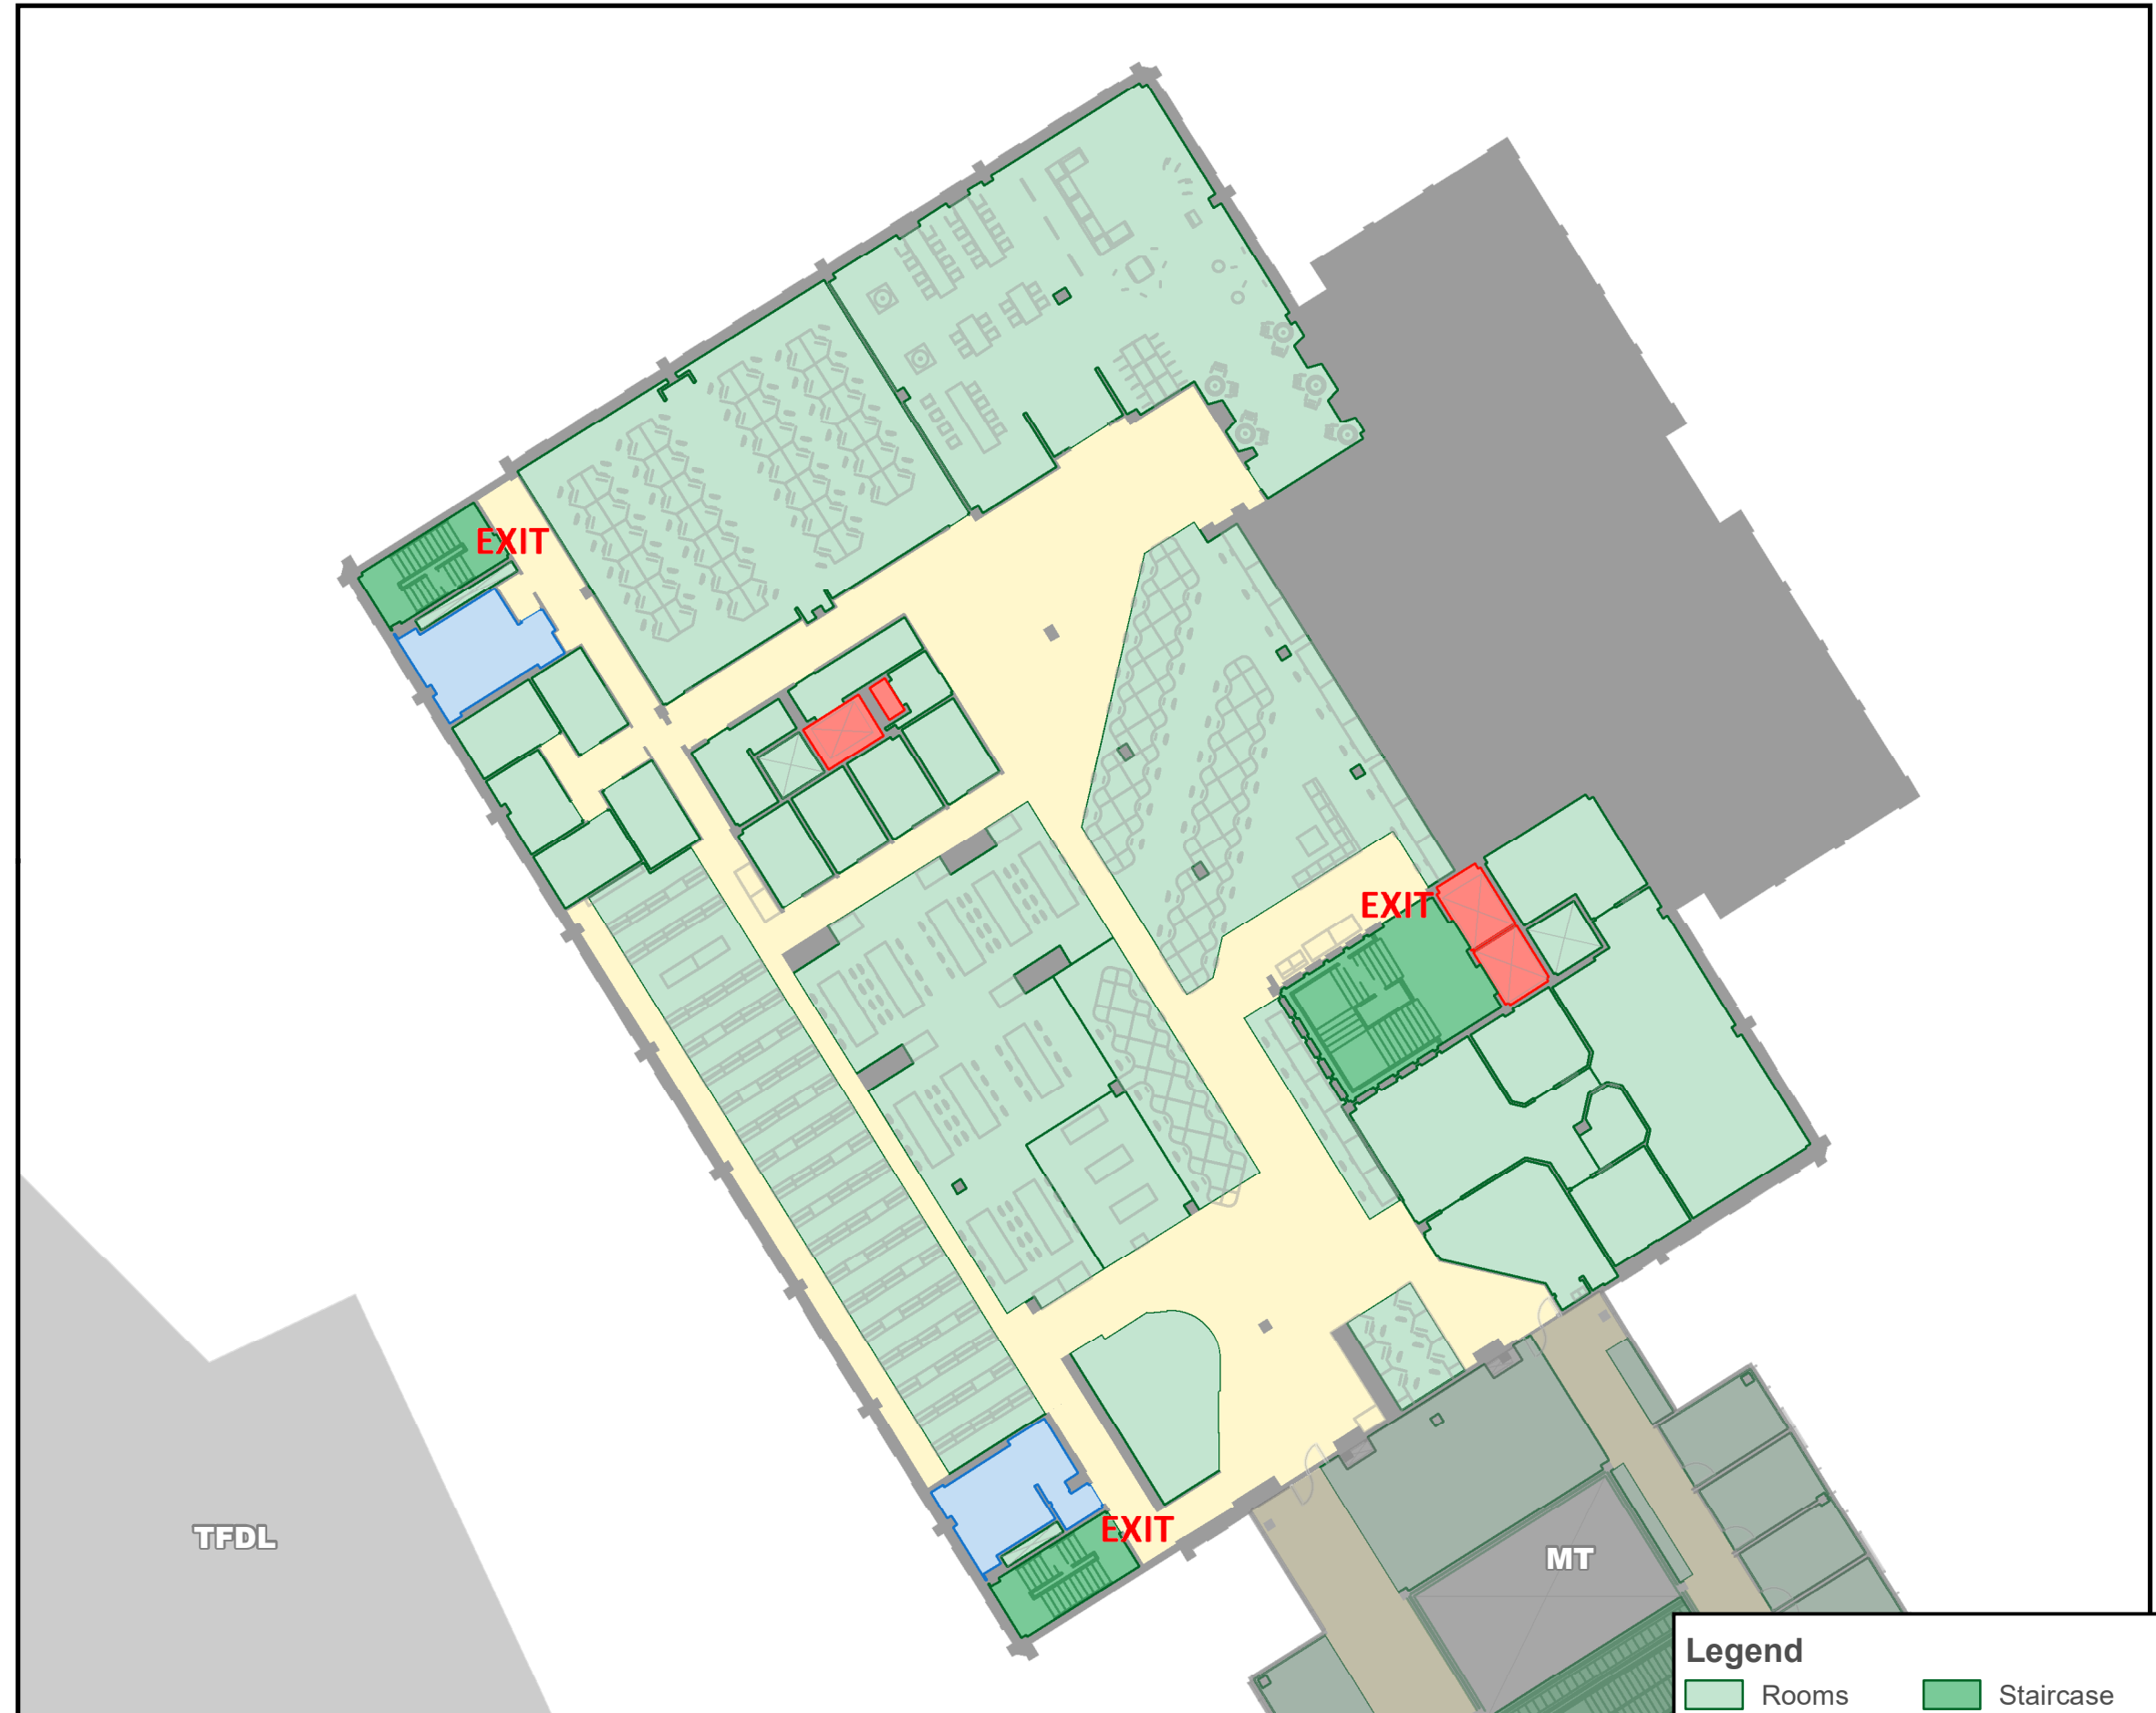 EXIT
EXIT
EXIT
TFDL
MT
Legend
Rooms
Staircase